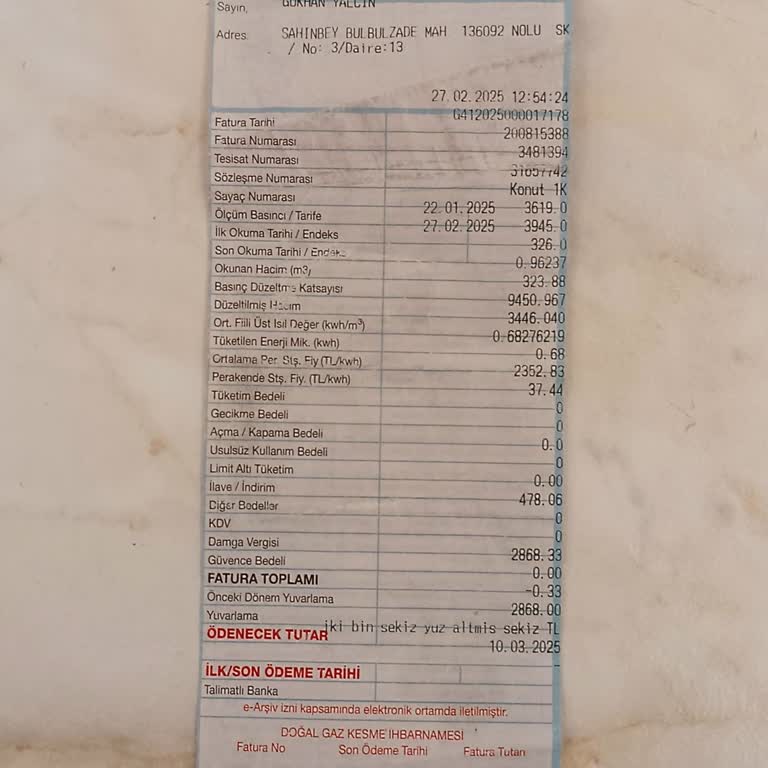 Sayın, GÖKHAN YALCIN
Adres SAHINBEY BULBULZADE MAH 136092 NOLU SK
/ No: 3/Daire:13
27.02.2025 12:54:24
Fatura Tarihi G412025000017178
Fatura Numarası 200815388
Tesisat Numarası 3481394
Sözleşme Numarası 31657742
Sayaç Numarası Konut 1K
Ölçüm Basıncı / Tarife 22.01.2025 3619.0
İlk Okuma Tarihi / Endeks 27.02.2025 3945.0
Son Okuma Tarihi / Endeks 326.0
Okunan Hacim (m3) 0.96237
Basınç Düzeltme Katsayısı 323.88
Düzeltilmiş Hacim 9450.967
Ort. Fiili Üst Isıl Değer (kwh/m³) 3446.040
Tüketilen Enerji Mik. (kwh) 0.68276219
Ortalama Per. Stş. Fiy (TL/kwh) 0.68
Perakende Stş. Fiy. (TL/kwh) 2352.83
Tüketim Bedeli 37.44
Gecikme Bedeli 0
Açma / Kapama Bedeli 0
Usulsüz Kullanım Bedeli 0.0
Limit Altı Tüketim 0
İlave / İndirim 0.00
Diğer Bedeller 478.06
KDV 0
Damga Vergisi 0
Güvence Bedeli 2868.33
FATURA TOPLAMI 0.00
Önceki Dönem Yuvarlama -0.33
Yuvarlama 2868.00
ÖDENECEK TUTAR iki bin sekiz yuz altmis sekiz TL
10.03.2025
İLK/SON ÖDEME TARİHİ -
Talimatlı Banka
e-Arşiv izni kapsamında elektronik ortamda iletilmiştir.
DOĞAL GAZ KESME İHBARNAMESİ
Fatura No Son Ödeme Tarihi Fatura Tutarı